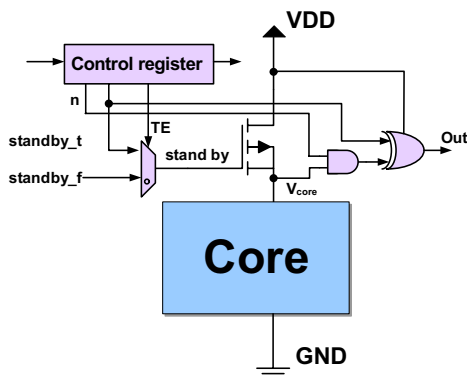 VDD
Control register
n
TE
standby_t
stand by
Out
standby_f
o
Vcore
Core
GND